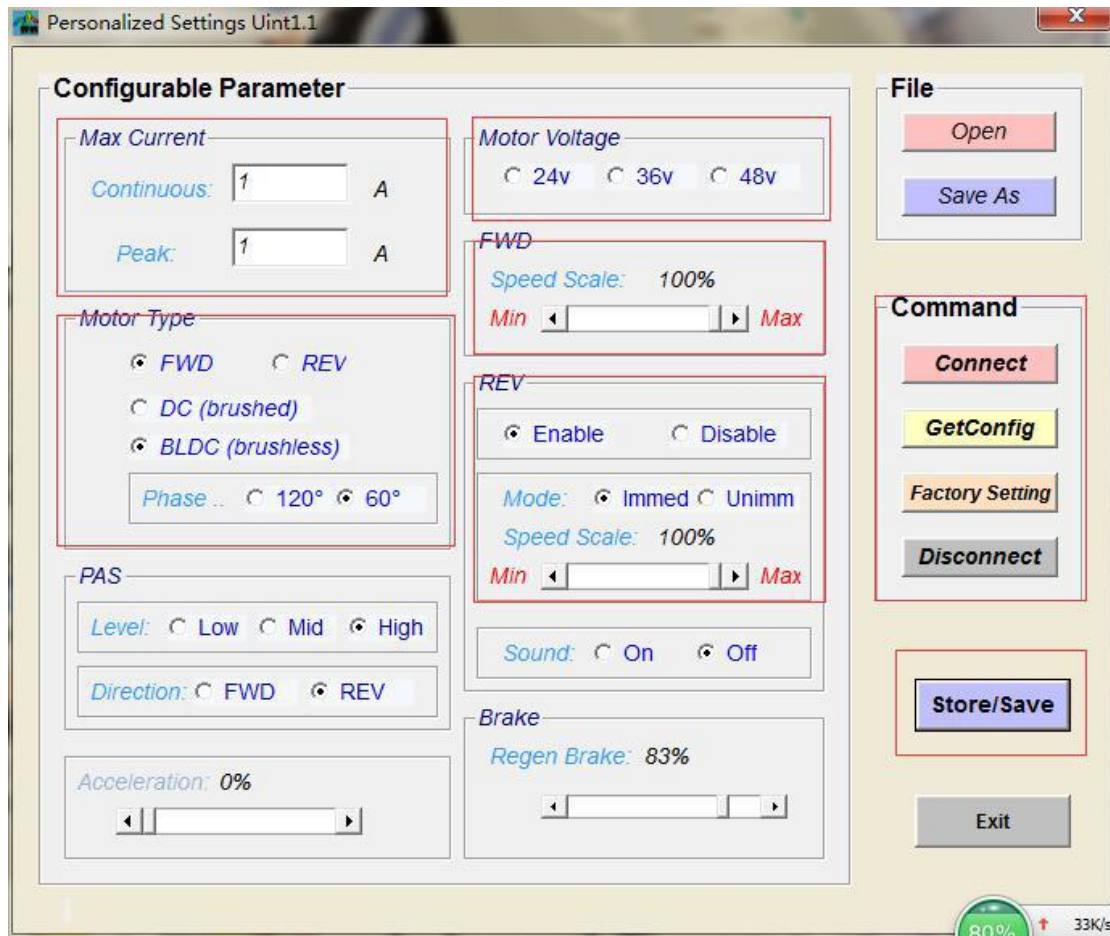 Personalized Settings Uint1.1
X
Configurable Parameter
Max Current
Continuous: 1 A
Peak: 1 A
Motor Type
FWD REV
DC (brushed)
BLDC (brushless)
Phase .. 120° 60°
PAS
Level: Low Mid High
Direction: FWD REV
Acceleration: 0%
Motor Voltage
24v 36v 48v
FWD
Speed Scale: 100%
Min Max
REV
Enable Disable
Mode: Immed Unimm
Speed Scale: 100%
Min Max
Sound: On Off
Brake
Regen Brake: 83%
File
Open
Save As
Command
Connect
GetConfig
Factory Setting
Disconnect
Store/Save
Exit
80%
33K/s